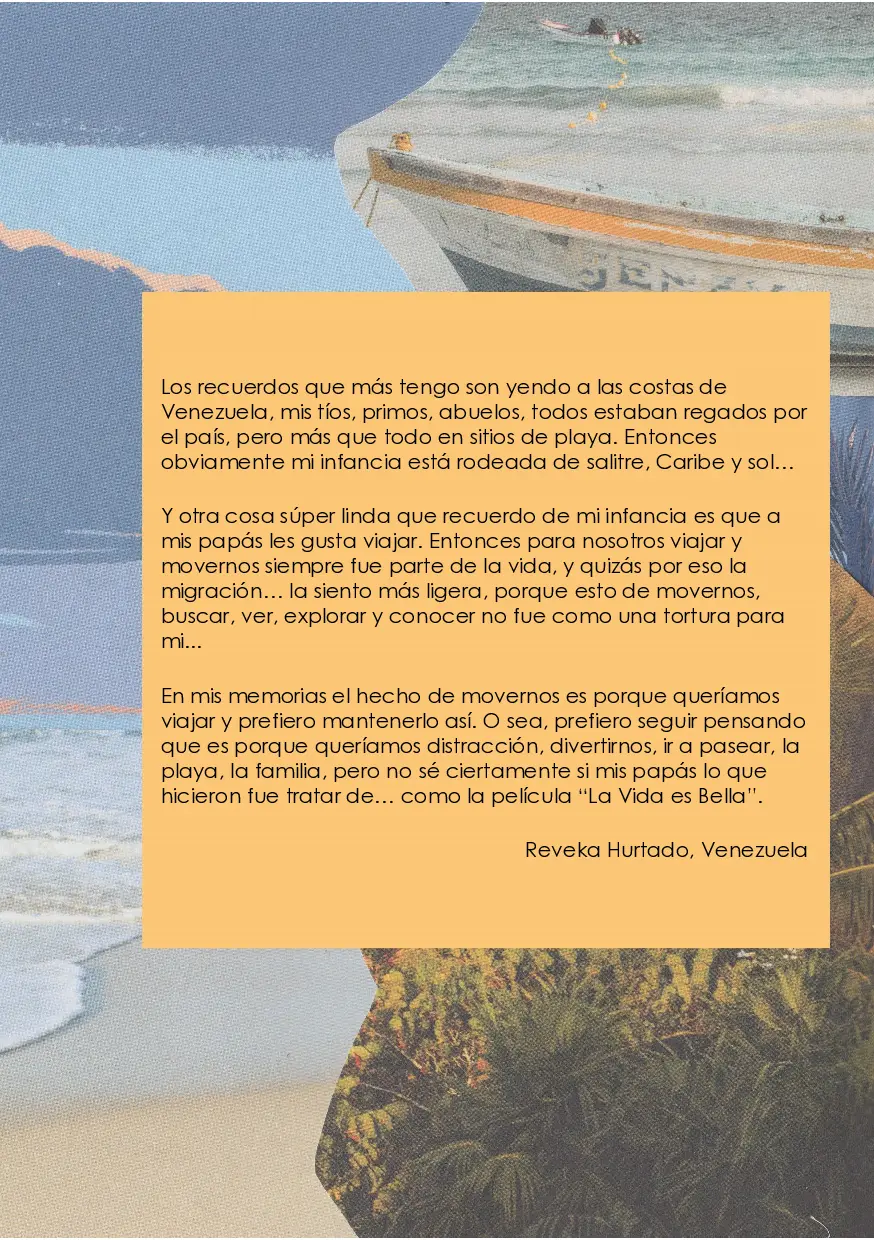 Los recuerdos que más tengo son yendo a las costas de
Venezuela, mis tíos, primos, abuelos, todos estaban regados por
el país, pero más que todo en sitios de playa. Entonces
obviamente mi infancia está rodeada de salitre, Caribe y sol…
Y otra cosa súper linda que recuerdo de mi infancia es que a
mis papás les gusta viajar. Entonces para nosotros viajar y
movernos siempre fue parte de la vida, y quizás por eso la
migración… la siento más ligera, porque esto de movernos,
buscar, ver, explorar y conocer no fue como una tortura para
mi...
En mis memorias el hecho de movernos es porque queríamos
viajar y prefiero mantenerlo así. O sea, prefiero seguir pensando
que es porque queríamos distracción, divertirnos, ir a pasear, la
playa, la familia, pero no sé ciertamente si mis papás lo que
hicieron fue tratar de… como la película “La Vida es Bella”.
Reveka Hurtado, Venezuela